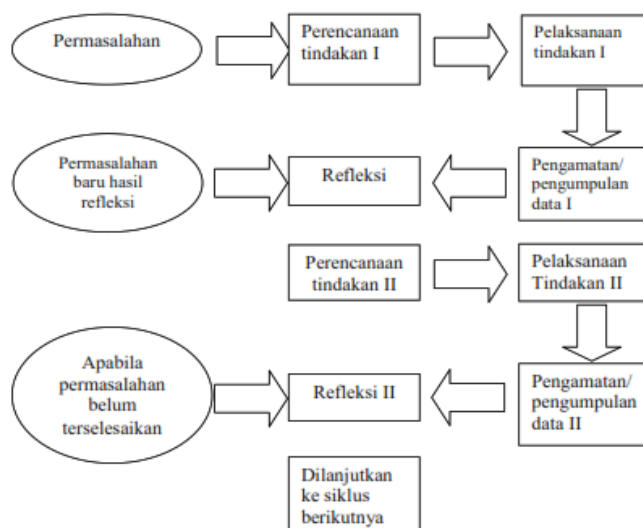 Permasalahan
Perencanaan
tindakan I
Pelaksanaan
tindakan I
Permasalahan
baru hasil
refleksi
Refleksi
Pengamatan/
pengumpulan
data I
Perencanaan
tindakan II
Pelaksanaan
Tindakan II
Apabila
permasalahan
belum
terselesaikan
Refleksi II
Pengamatan/
pengumpulan
data II
Dilanjutkan
ke siklus
berikutnya